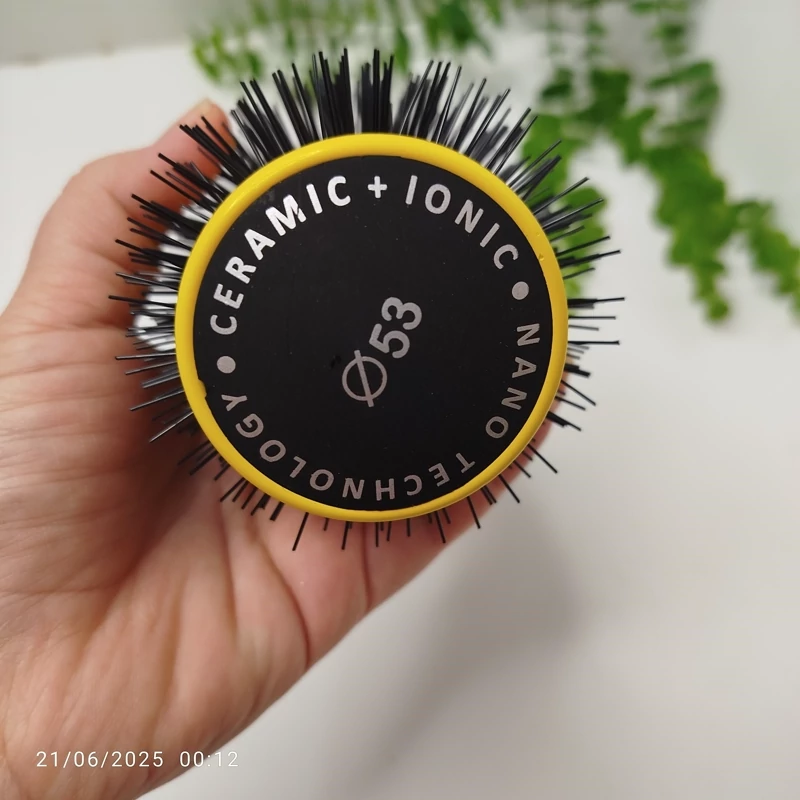 CERAMIC + IONIC • NANO TECHNOLOGY •
Ø53
21/06/2025 00:12